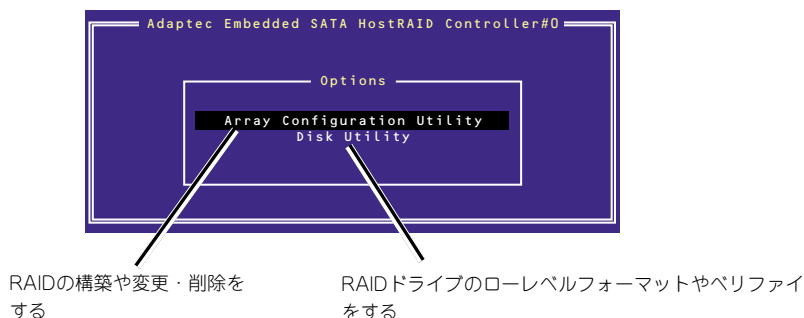 Adaptec Embedded SATA HostRAID Controller#0
Options
Array Configuration Utility
Disk Utility
RAIDの構築や変更・削除を
する
RAIDドライブのローレベルフォーマットやベリファイ
をする